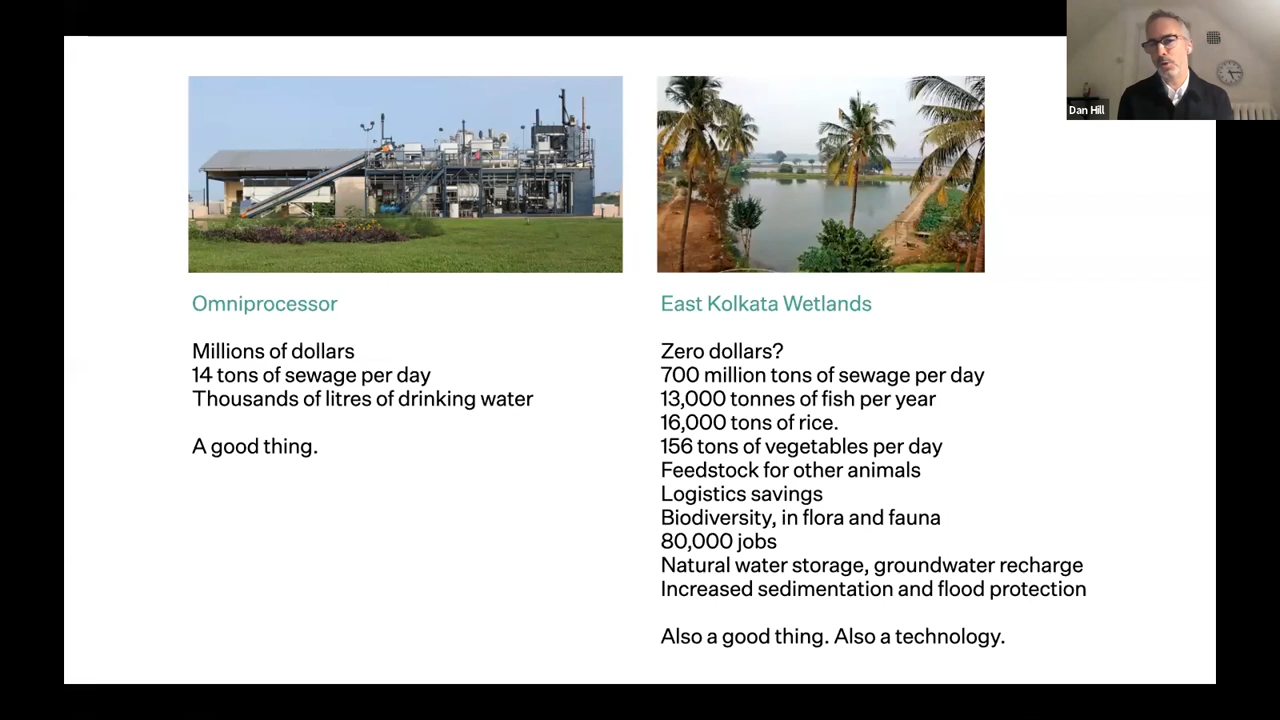 Dan Hill
Omniprocessor
Millions of dollars
14 tons of sewage per day
Thousands of litres of drinking water
A good thing.
East Kolkata Wetlands
Zero dollars?
700 million tons of sewage per day
13,000 tonnes of fish per year
16,000 tons of rice.
156 tons of vegetables per day
Feedstock for other animals
Logistics savings
Biodiversity, in flora and fauna
80,000 jobs
Natural water storage, groundwater recharge
Increased sedimentation and flood protection
Also a good thing. Also a technology.